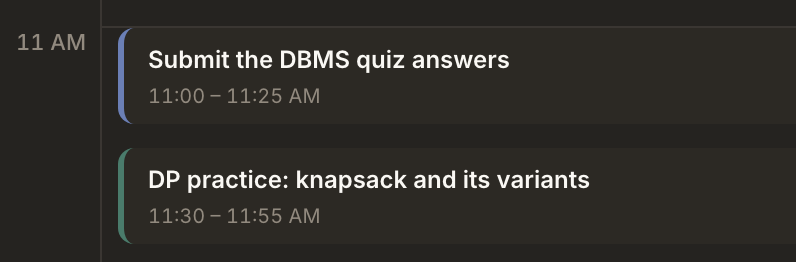 11 AM
Submit the DBMS quiz answers
11:00 – 11:25 AM
DP practice: knapsack and its variants
11:30 – 11:55 AM